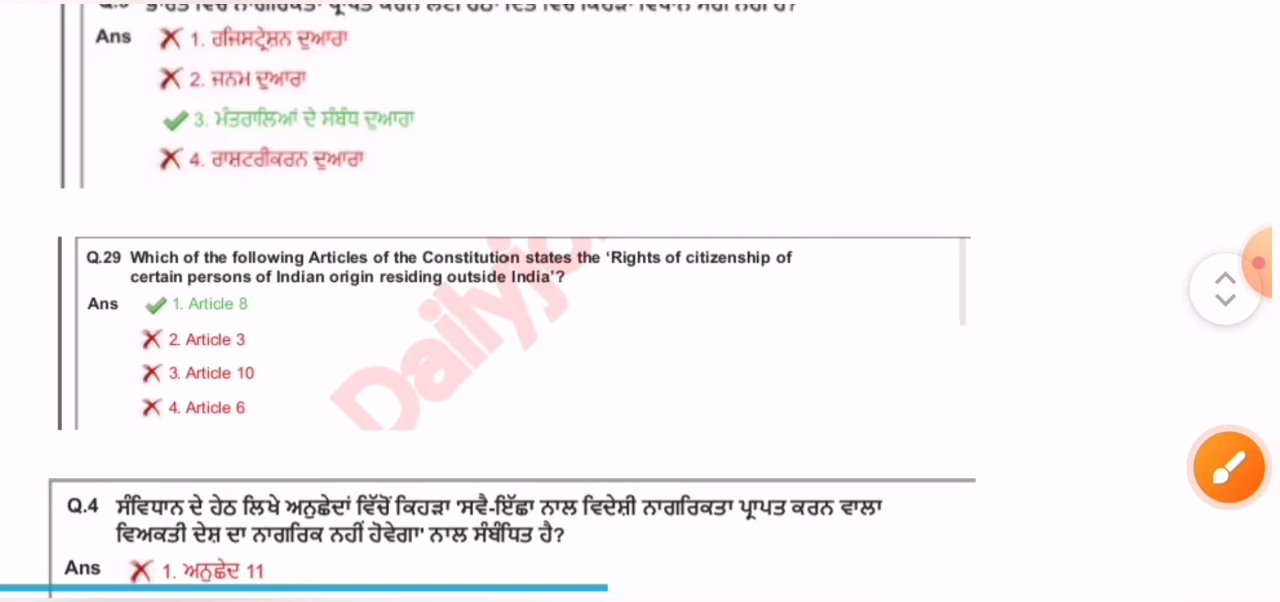 Ans 1. ਰਜਿਸਟ੍ਰੇਸ਼ਨ ਦੁਆਰਾ
2. ਜਨਮ ਦੁਆਰਾ
3. ਮੰਤਰਾਲਿਆਂ ਦੇ ਸੰਬੰਧ ਦੁਆਰਾ
4. ਰਾਸ਼ਟਰੀਕਰਨ ਦੁਆਰਾ
Q.29 Which of the following Articles of the Constitution states the ‘Rights of citizenship of
certain persons of Indian origin residing outside India’?
Ans 1. Article 8
2. Article 3
3. Article 10
4. Article 6
Q.4 ਸੰਵਿਧਾਨ ਦੇ ਹੇਠ ਲਿਖੇ ਅਨੁਛੇਦਾਂ ਵਿੱਚੋਂ ਕਿਹੜਾ 'ਸਵੈ-ਇੱਛਾ ਨਾਲ ਵਿਦੇਸ਼ੀ ਨਾਗਰਿਕਤਾ ਪ੍ਰਾਪਤ ਕਰਨ ਵਾਲਾ
ਵਿਅਕਤੀ ਦੇਸ਼ ਦਾ ਨਾਗਰਿਕ ਨਹੀਂ ਹੋਵੇਗਾ' ਨਾਲ ਸੰਬੰਧਿਤ ਹੈ?
Ans 1. ਅਨੁਛੇਦ 11